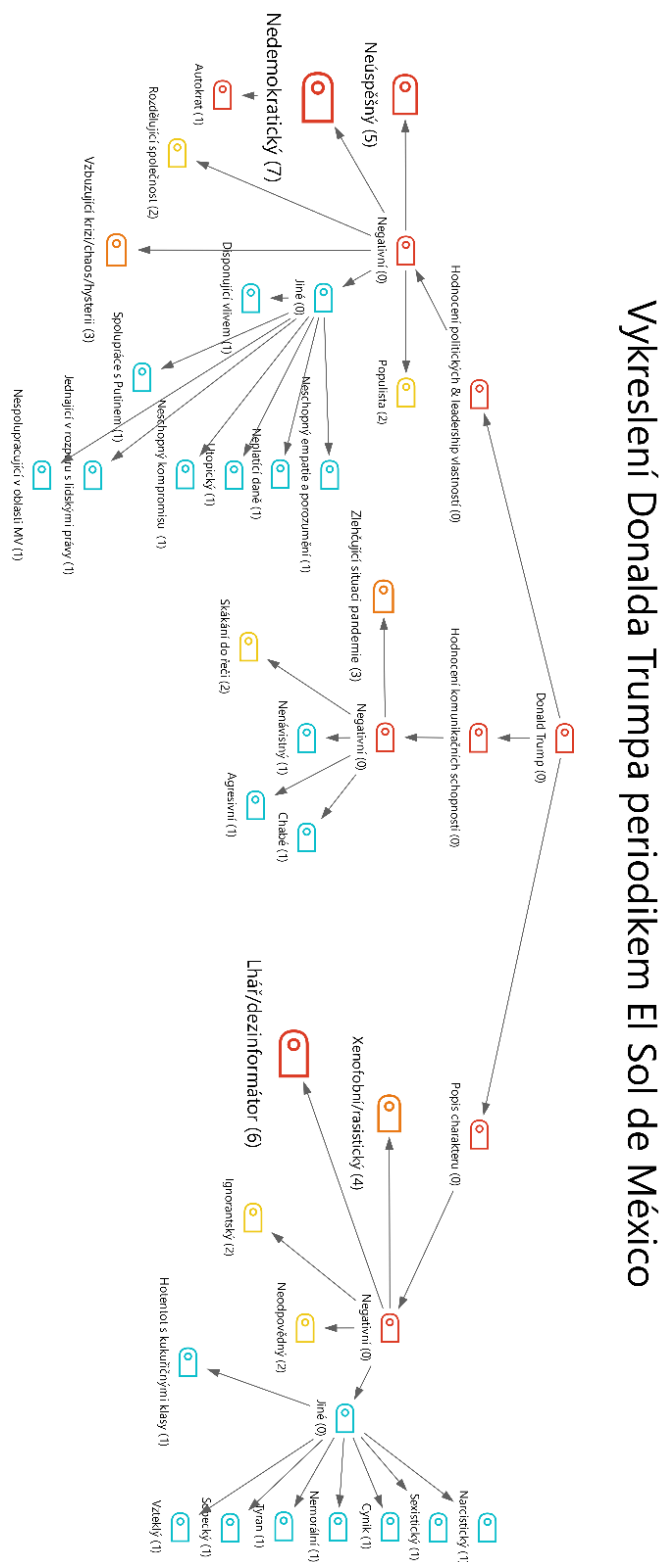 Vykreslení Donalda Trumpa periodikem El Sol de México
Donald Trump (0)
Hodnocení politických & leadership vlastností (0)
Hodnocení komunikačních schopností (0)
Popis charakteru (0)
Negativní (0)
Neúspěšný (5)
Nedemokratický (7)
Autokrat (1)
Rozdělující společnost (2)
Vzbuzující krizi/chaos/hysterii (3)
Populista (2)
Jiné (0)
Disponující vlivem (1)
Spolupráce s Putinem (1)
Nespolupracující v oblasti MV (1)
Jednající v rozporu s lidskými právy (1)
Neschopný kompromisu (1)
Utopický (1)
Neplatící daně (1)
Neschopný empatie a porozumění (1)
Negativní (0)
Zlehčující situaci pandemie (3)
Skákání do řeči (2)
Nenávistný (1)
Agresivní (1)
Chabé (1)
Negativní (0)
Xenofobní/rasistický (4)
Lhář/dezinformátor (6)
Ignorantský (2)
Neodpovědný (2)
Jiné (0)
Hotentot s kukuřičnými klasy (1)
Vzteklý (1)
Sobecký (1)
Tyran (1)
Nemorální (1)
Cynik (1)
Sexistický (1)
Narcistický (1)